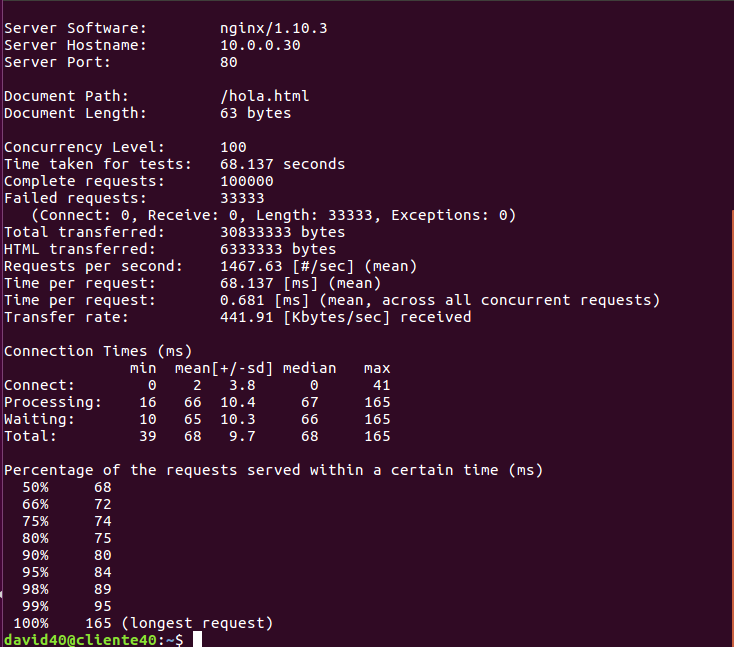 Server Software:        nginx/1.10.3
Server Hostname:        10.0.0.30
Server Port:            80

Document Path:          /hola.html
Document Length:        63 bytes

Concurrency Level:      100
Time taken for tests:   68.137 seconds
Complete requests:      100000
Failed requests:        33333
   (Connect: 0, Receive: 0, Length: 33333, Exceptions: 0)
Total transferred:      30833333 bytes
HTML transferred:       6333333 bytes
Requests per second:    1467.63 [#/sec] (mean)
Time per request:       68.137 [ms] (mean)
Time per request:       0.681 [ms] (mean, across all concurrent requests)
Transfer rate:          441.91 [Kbytes/sec] received

Connection Times (ms)
              min  mean[+/-sd] median   max
Connect:        0    2   3.8      0      41
Processing:    16   66  10.4     67     165
Waiting:       10   65  10.3     66     165
Total:         39   68   9.7     68     165

Percentage of the requests served within a certain time (ms)
  50%     68
  66%     72
  75%     74
  80%     75
  90%     80
  95%     84
  98%     89
  99%     95
 100%    165 (longest request)
david40@cliente40:~$